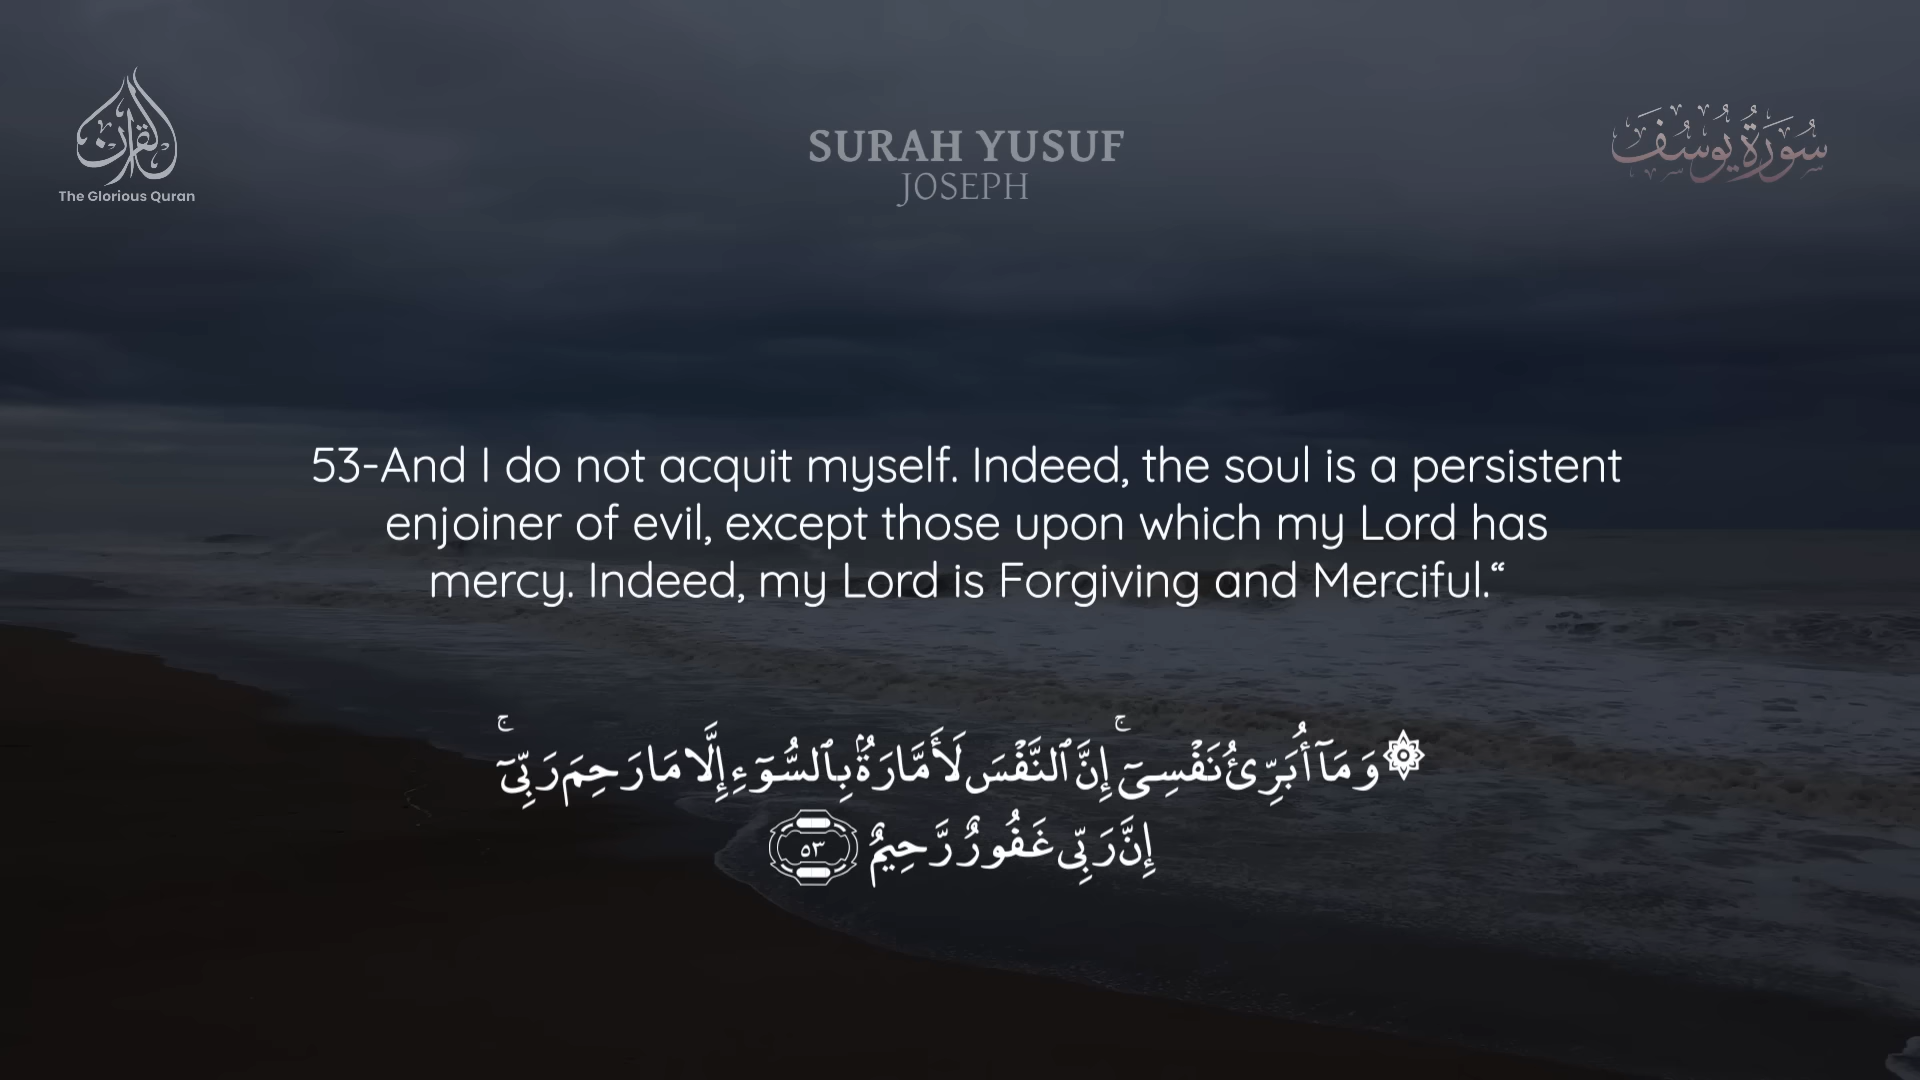 القرآن
The Glorious Quran
SURAH YUSUF
JOSEPH
سُورَةُ يُوسُفَ
53-And I do not acquit myself. Indeed, the soul is a persistent
enjoiner of evil, except those upon which my Lord has
mercy. Indeed, my Lord is Forgiving and Merciful.“
۞ وَمَآ أُبَرِّئُ نَفْسِىٓ ۚ إِنَّ ٱلنَّفْسَ لَأَمَّارَةٌۢ بِٱلسُّوٓءِ إِلَّا مَا رَحِمَ رَبِّىٓ ۚ
إِنَّ رَبِّى غَفُورٌ رَّحِيمٌ ٥٣